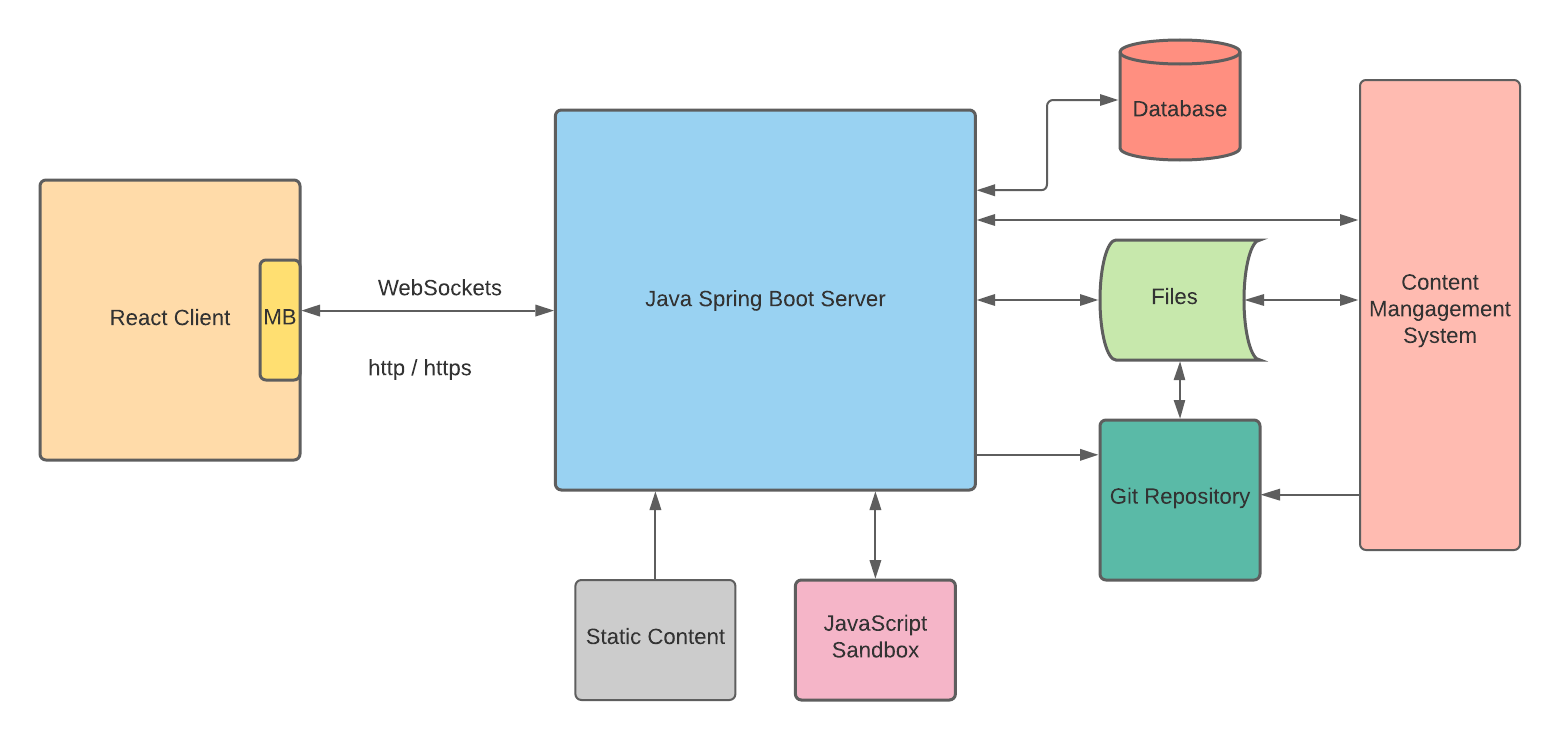 Database
WebSockets
Java Spring Boot Server
Files
Content
Mangagement
System
React Client
MB
http / https
Git Repository
Static Content
JavaScript
Sandbox